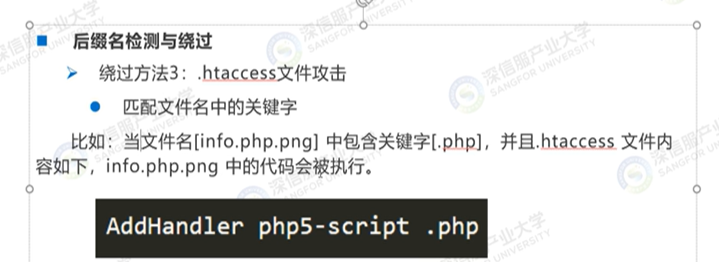 后缀名检测与绕过
绕过方法3：.htaccess文件攻击
匹配文件名中的关键字
比如：当文件名[info.php.png] 中包含关键字[.php]，并且.htaccess 文件内
容如下，info.php.png 中的代码会被执行。
AddHandler php5-script .php
深信服产业大学
SANGFOR UNIVERSITY